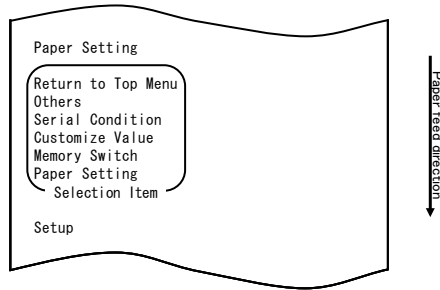 Paper Setting
Return to Top Menu
Others
Serial Condition
Customize Value
Memory Switch
Paper Setting
Selection Item
Setup
Paper feed direction